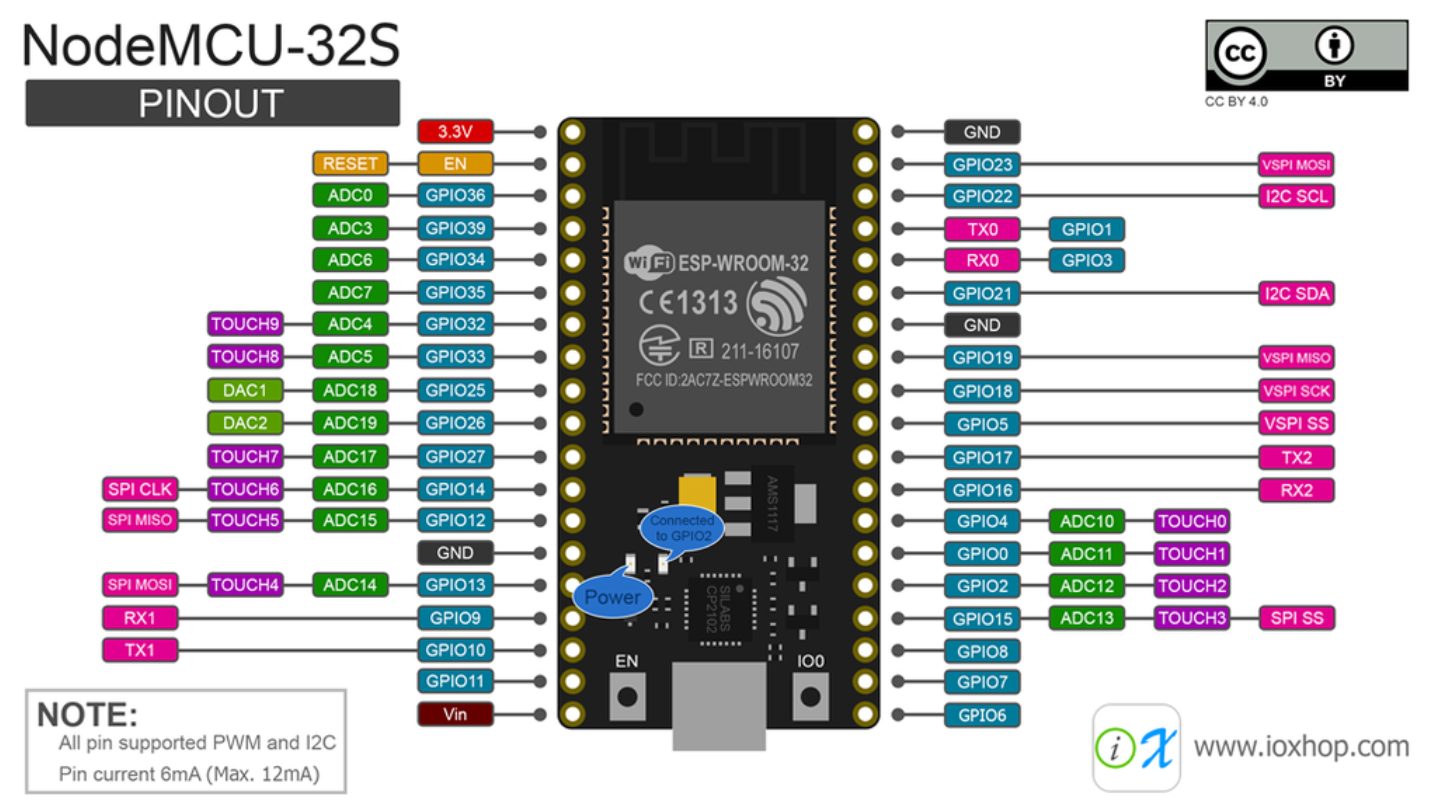 NodeMCU-32S
PINOUT
cc BY
CC BY 4.0
3.3V
RESET EN
ADC0 GPIO36
ADC3 GPIO39
ADC6 GPIO34
ADC7 GPIO35
TOUCH9 ADC4 GPIO32
TOUCH8 ADC5 GPIO33
DAC1 ADC18 GPIO25
DAC2 ADC19 GPIO26
TOUCH7 ADC17 GPIO27
SPI CLK TOUCH6 ADC16 GPIO14
SPI MISO TOUCH5 ADC15 GPIO12
GND
SPI MOSI TOUCH4 ADC14 GPIO13
RX1 GPIO9
TX1 GPIO10
GPIO11
Vin
WiFi ESP-WROOM-32
CE1313
R 211-16107
FCC ID:2AC7Z-ESPWROOM32
AMS1117
Connected
to GPIO2
Power
SILABS
CP2102
EN
IO0
GND
GPIO23 VSPI MOSI
GPIO22 I2C SCL
TX0 GPIO1
RX0 GPIO3
GPIO21 I2C SDA
GND
GPIO19 VSPI MISO
GPIO18 VSPI SCK
GPIO5 VSPI SS
GPIO17 TX2
GPIO16 RX2
GPIO4 ADC10 TOUCH0
GPIO0 ADC11 TOUCH1
GPIO2 ADC12 TOUCH2
GPIO15 ADC13 TOUCH3 SPI SS
GPIO8
GPIO7
GPIO6
NOTE:
All pin supported PWM and I2C
Pin current 6mA (Max. 12mA)
iX
www.ioxhop.com